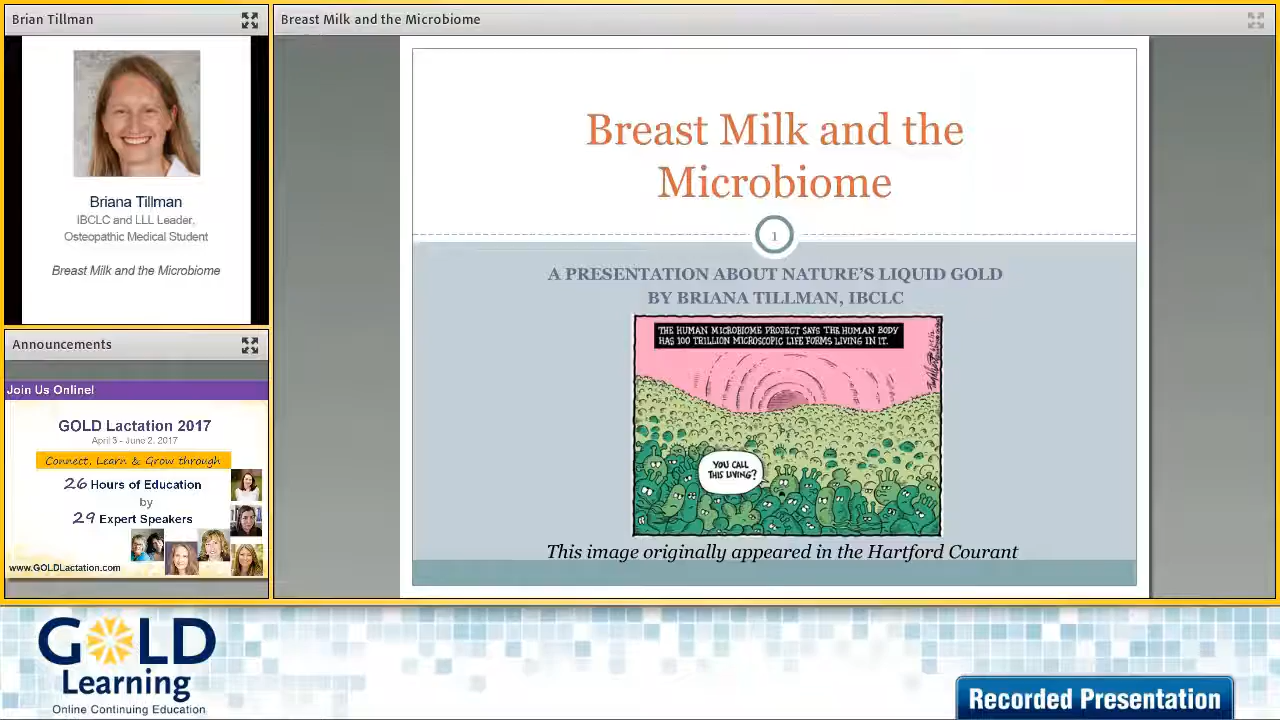 Brian Tillman
Briana Tillman
IBCLC and LLL Leader,
Osteopathic Medical Student
Breast Milk and the Microbiome
Announcements
Join Us Online!
GOLD Lactation 2017
April 3 - June 2, 2017
Connect, Learn & Grow through
26 Hours of Education
by
29 Expert Speakers
www.GOLDLactation.com
Breast Milk and the Microbiome
Breast Milk and the
Microbiome
1
A PRESENTATION ABOUT NATURE'S LIQUID GOLD
BY BRIANA TILLMAN, IBCLC
THE HUMAN MICROBIOME PROJECT SAYS THE HUMAN BODY
HAS 100 TRILLION MICROSCOPIC LIFE FORMS LIVING IN IT.
YOU CALL
THIS LIVING?
This image originally appeared in the Hartford Courant
GOLD
Learning
Online Continuing Education
Recorded Presentation